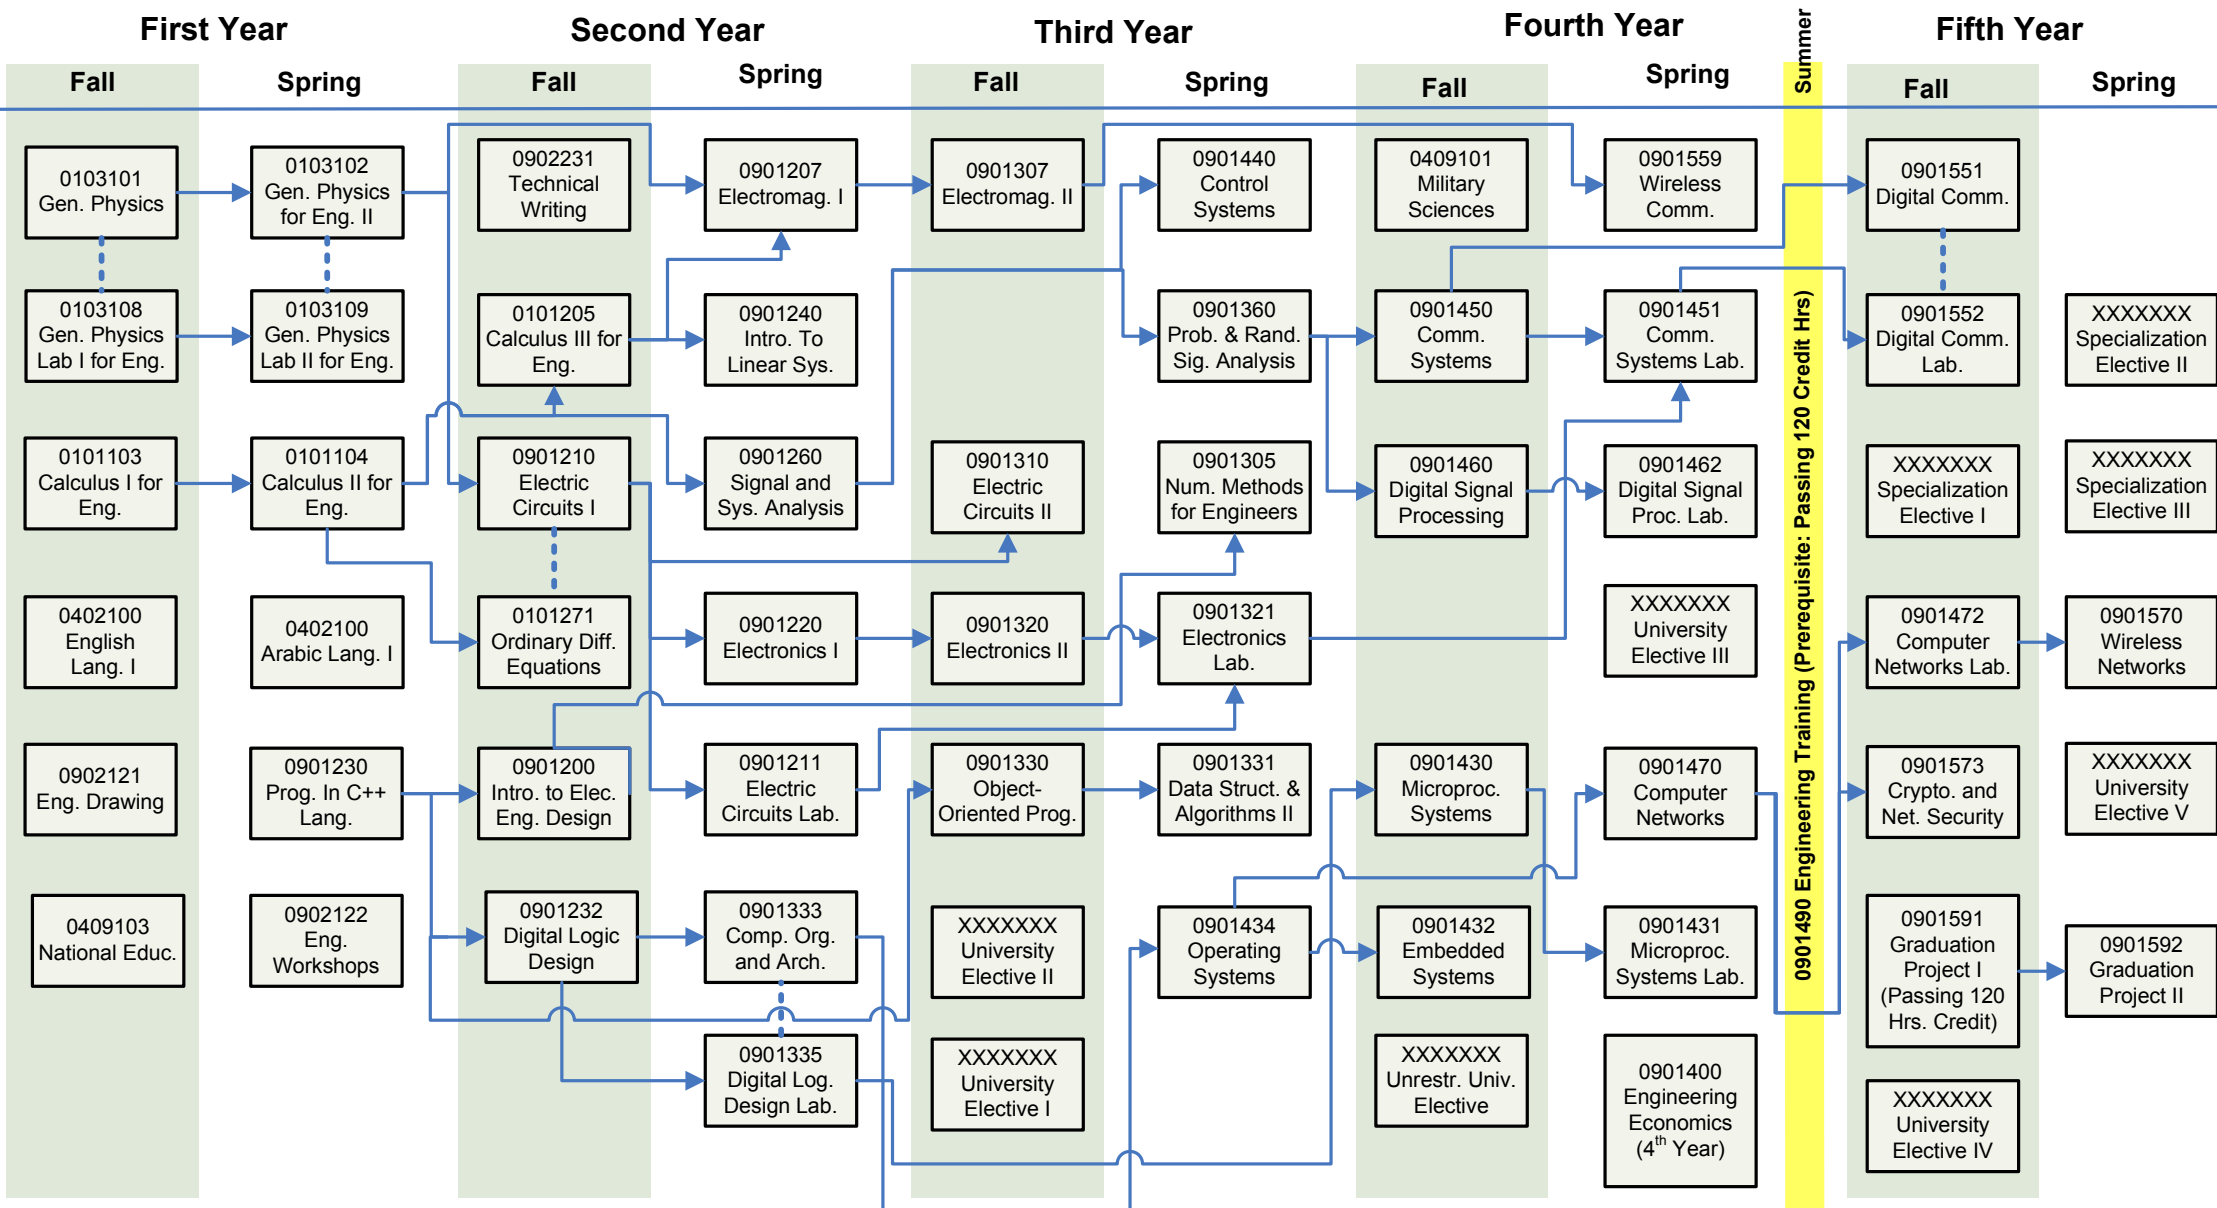 First Year
Second Year
Third Year
Fourth Year
Summer
Fifth Year
Fall
Spring
Fall
Spring
Fall
Spring
Fall
Spring
Fall
Spring
0103101
Gen. Physics
0103108
Gen. Physics
Lab I for Eng.
0101103
Calculus I for
Eng.
0402100
English
Lang. I
0902121
Eng. Drawing
0409103
National Educ.
0103102
Gen. Physics
for Eng. II
0103109
Gen. Physics
Lab II for Eng.
0101104
Calculus II for
Eng.
0402100
Arabic Lang. I
0901230
Prog. In C++
Lang.
0902122
Eng.
Workshops
0902231
Technical
Writing
0101205
Calculus III for
Eng.
0901210
Electric
Circuits I
0101271
Ordinary Diff.
Equations
0901200
Intro. to Elec.
Eng. Design
0901232
Digital Logic
Design
0901207
Electromag. I
0901240
Intro. To
Linear Sys.
0901260
Signal and
Sys. Analysis
0901220
Electronics I
0901211
Electric
Circuits Lab.
0901333
Comp. Org.
and Arch.
0901335
Digital Log.
Design Lab.
0901307
Electromag. II
0901310
Electric
Circuits II
0901320
Electronics II
0901330
Object-
Oriented Prog.
XXXXXXX
University
Elective II
XXXXXXX
University
Elective I
0901440
Control
Systems
0901360
Prob. & Rand.
Sig. Analysis
0901305
Num. Methods
for Engineers
0901321
Electronics
Lab.
0901331
Data Struct. &
Algorithms II
0901434
Operating
Systems
0409101
Military
Sciences
0901450
Comm.
Systems
0901460
Digital Signal
Processing
0901430
Microproc.
Systems
0901432
Embedded
Systems
XXXXXXX
Unrestr. Univ.
Elective
0901559
Wireless
Comm.
0901451
Comm.
Systems Lab.
0901462
Digital Signal
Proc. Lab.
XXXXXXX
University
Elective III
0901470
Computer
Networks
0901431
Microproc.
Systems Lab.
0901400
Engineering
Economics
(4th Year)
0901490 Engineering Training (Prerequisite: Passing 120 Credit Hrs)
0901551
Digital Comm.
0901552
Digital Comm.
Lab.
XXXXXXX
Specialization
Elective I
0901472
Computer
Networks Lab.
0901573
Crypto. and
Net. Security
0901591
Graduation
Project I
(Passing 120
Hrs. Credit)
XXXXXXX
University
Elective IV
XXXXXXX
Specialization
Elective II
XXXXXXX
Specialization
Elective III
0901570
Wireless
Networks
XXXXXXX
University
Elective V
0901592
Graduation
Project II